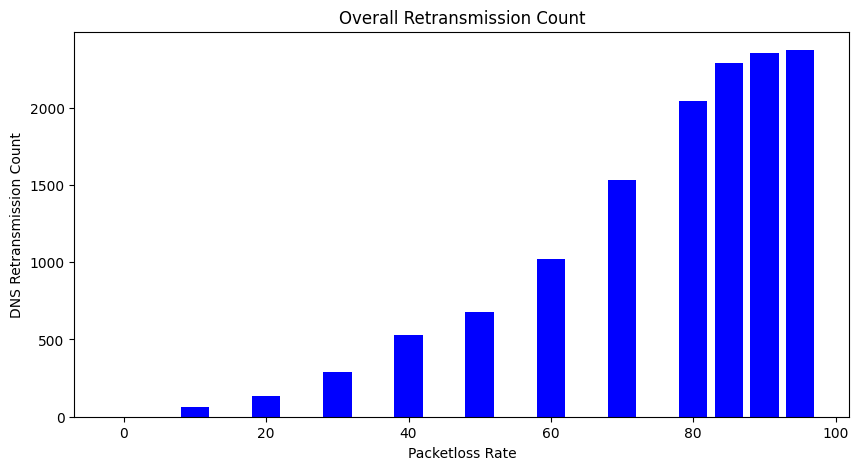 Overall Retransmission Count
DNS Retransmission Count
2000
1500
1000
500
0
0 20 40 60 80 100
Packetloss Rate